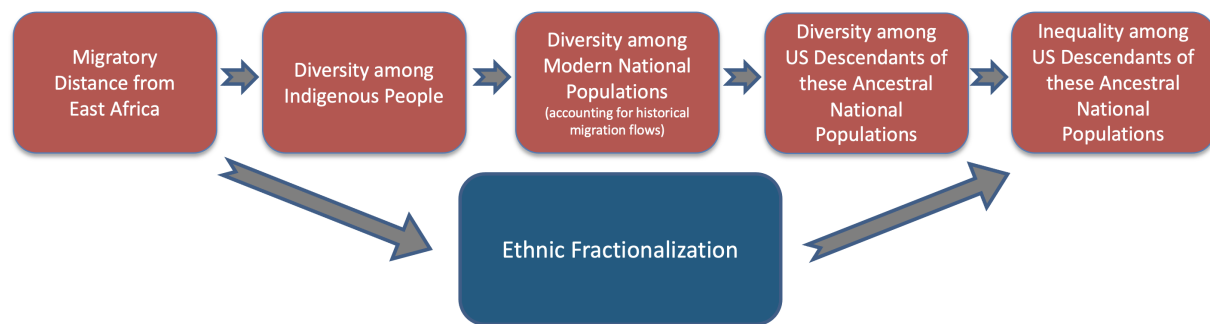 Migratory
Distance from
East Africa
Diversity among
Indigenous People
Diversity among
Modern National
Populations
(accounting for historical
migration flows)
Diversity among
US Descendants of
these Ancestral
National
Populations
Inequality among
US Descendants of
these Ancestral
National
Populations
Ethnic Fractionalization